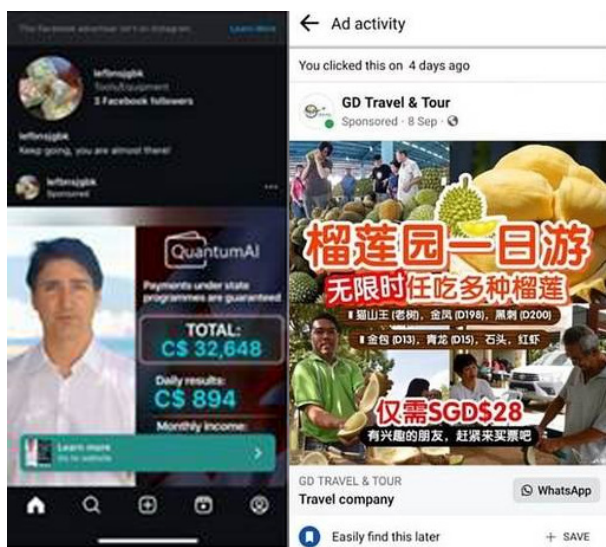 This Facebook advertiser isn't on Instagram. Learn More
lefbnsjgbk
Tools/Equipment
3 Facebook followers
lefbnsjgbk
Keep going, you are almost there!
lefbnsjgbk
Sponsored
QuantumAI
Payments under state
programmes are guaranteed
TOTAL:
C$ 32,648
Daily results:
C$ 894
Monthly income:
Learn more
Go to website
Ad activity
You clicked this on 4 days ago
GD Travel & Tour
Sponsored · 8 Sep ·
榴莲园一日游
无限时任吃多种榴莲
猫山王 (老树), 金凤 (D198), 黑刺 (D200)
金包 (D13), 青龙 (D15), 石头, 红虾
仅需SGD$28
有兴趣的朋友，赶紧来买票吧
GD TRAVEL & TOUR
Travel company
WhatsApp
Easily find this later + SAVE